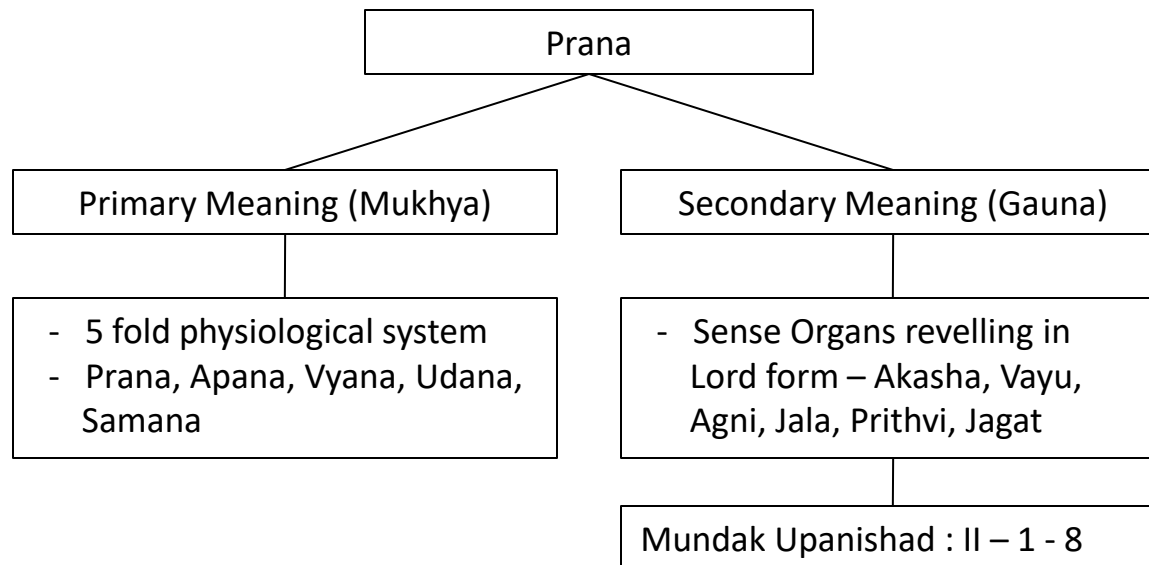 Prana
Primary Meaning (Mukhya)
Secondary Meaning (Gauna)
- 5 fold physiological system
- Prana, Apana, Vyana, Udana,
Samana
- Sense Organs revelling in
Lord form – Akasha, Vayu,
Agni, Jala, Prithvi, Jagat
Mundak Upanishad : II – 1 - 8